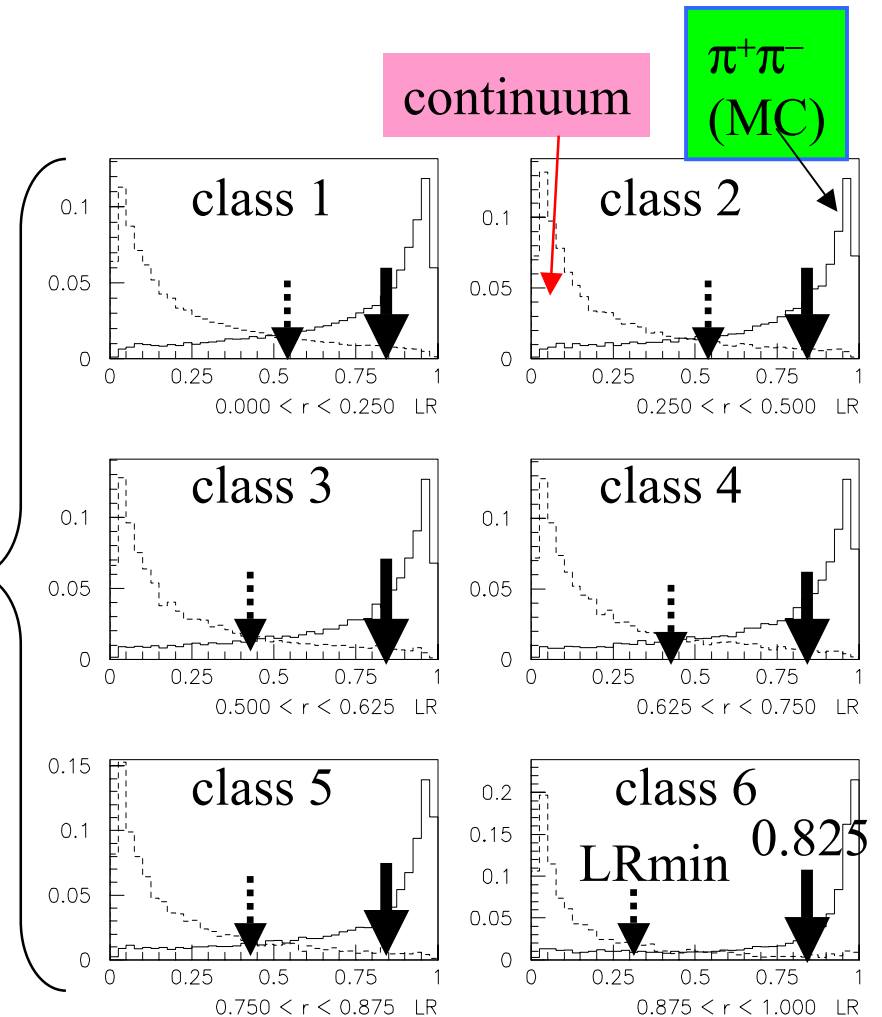 continuum
π⁺π⁻
(MC)
class 1
0.1
0.05
0
0 0.25 0.5 0.75 1
0.000 < r < 0.250 LR
class 2
0.1
0.05
0
0 0.25 0.5 0.75 1
0.250 < r < 0.500 LR
class 3
0.1
0.05
0
0 0.25 0.5 0.75 1
0.500 < r < 0.625 LR
class 4
0.1
0.05
0
0 0.25 0.5 0.75 1
0.625 < r < 0.750 LR
class 5
0.15
0.1
0.05
0
0 0.25 0.5 0.75 1
0.750 < r < 0.875 LR
class 6
0.825
LRmin
0.2
0.15
0.1
0.05
0
0 0.25 0.5 0.75 1
0.875 < r < 1.000 LR